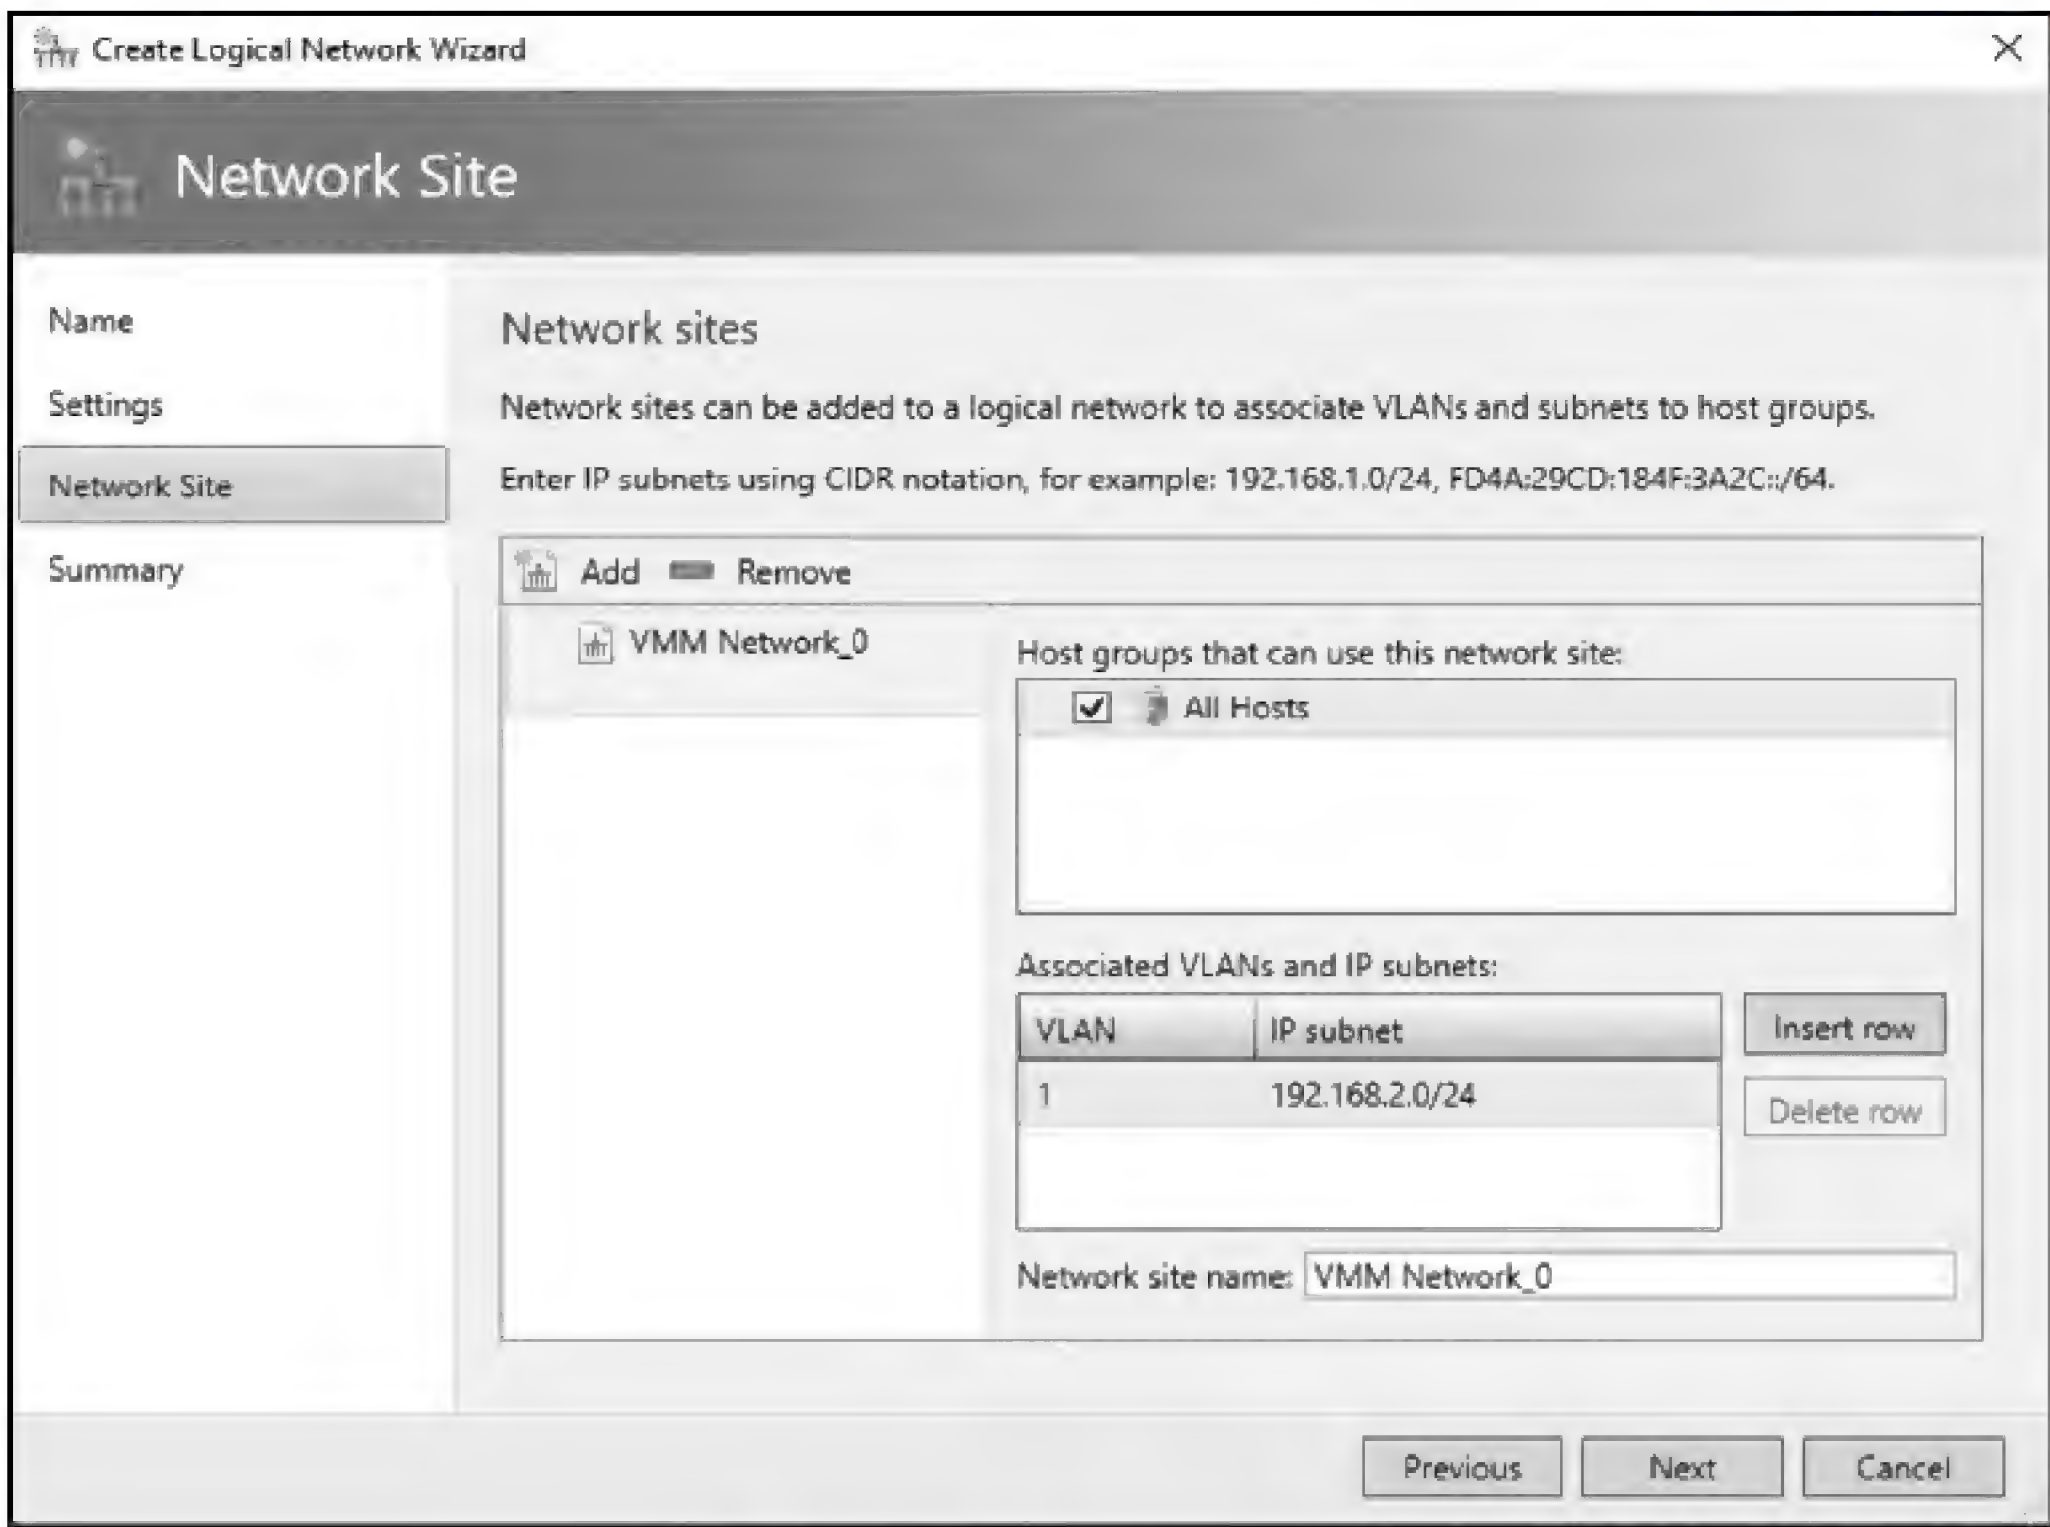 Create Logical Network Wizard
Network Site
Name
Settings
Network Site
Summary
Network sites
Network sites can be added to a logical network to associate VLANs and subnets to host groups.
Enter IP subnets using CIDR notation, for example: 192.168.1.0/24, FD4A:29CD:184F:3A2C::/64.
Add Remove
VMM Network_0
Host groups that can use this network site:
All Hosts
Associated VLANs and IP subnets:
VLAN IP subnet
1 192.168.2.0/24
Insert row
Delete row
Network site name: VMM Network_0
Previous Next Cancel